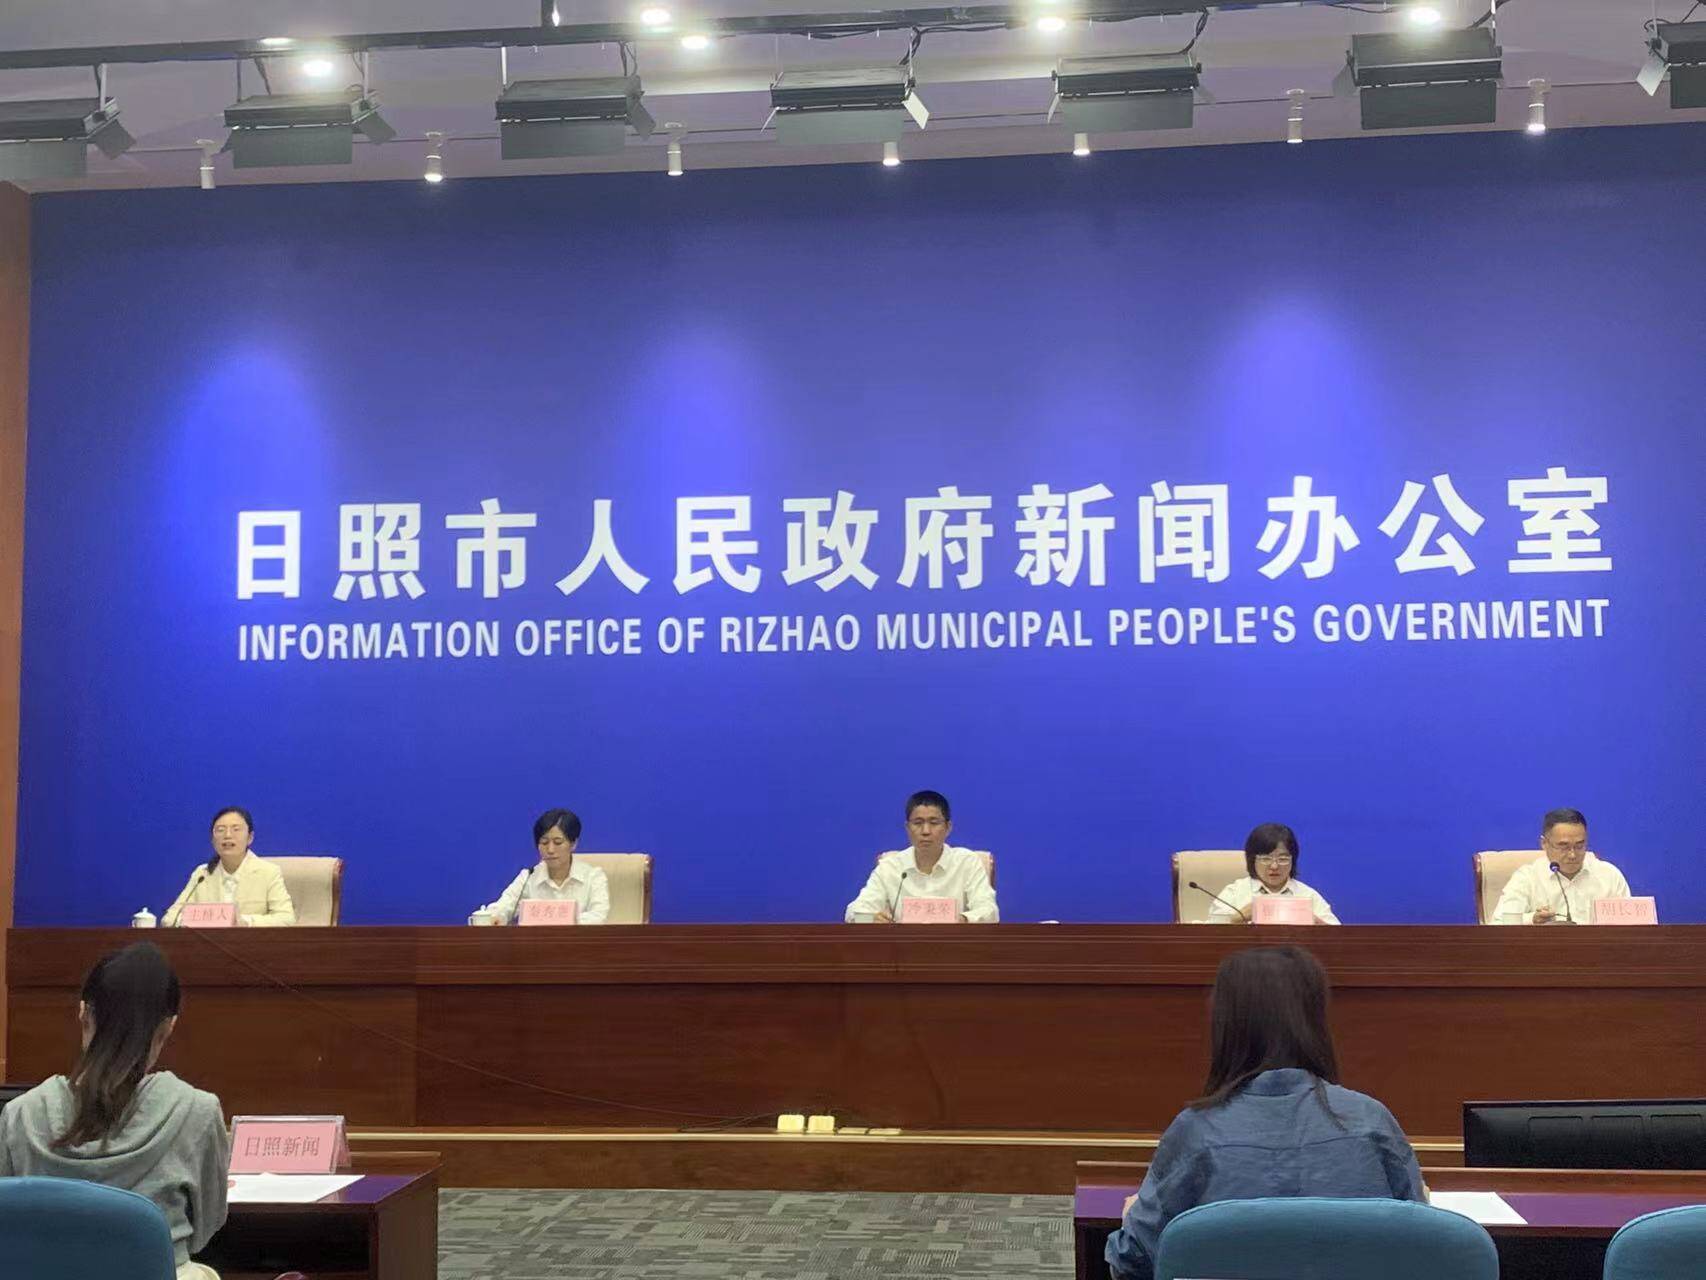 日照市人民政府新闻办公室
INFORMATION OFFICE OF RIZHAO MUNICIPAL PEOPLE'S GOVERNMENT
主持人
冷秉荣
胡长智
日照新闻